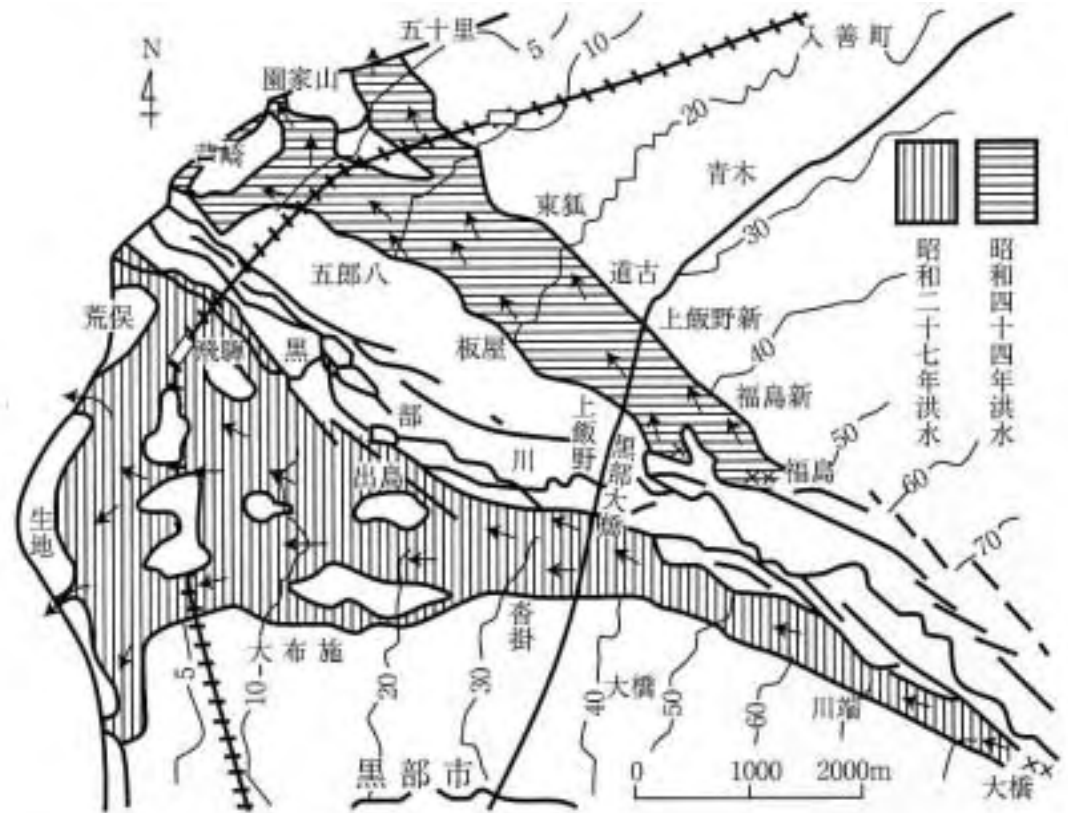 N
五十里
5
10
入善町
園家山
20
芦崎
青木
東狐
30
道古
五郎八
上飯野新
荒俣
板屋
40
飛騨
黒部川
福島新
昭和二十七年洪水
昭和四十四年洪水
上飯野
黒部大橋
50
福島
60
出島
生地
70
沓掛
大布施
5
10
20
30
40
大橋
50
60
川端
黒部市
0 1000 2000m
大橋